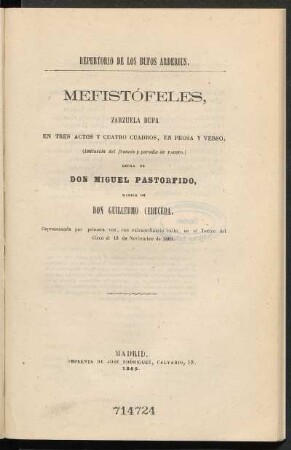 REPERTORIO DE LOS BUFOS ARDERIUS.
MEFISTÓFELES,
ZARZUELA BUFA
EN TRES ACTOS Y CUATRO CUADROS, EN PROSA Y VERSO,
(Imitacion del francés y parodia de
LETRA DE
DON MIGUEL PASTORFIDO,
MUSICA DE
DON GUILLERMO CERECEDA.
Representada por primera vez, con extraordinario éxito, en el Teatro del
Circo el 13 de Noviembre de 1869.
MADRID.
IMPRENTA DE JOSÉ RODRIGUEZ, CALVARIO, 18.
1869.
714724